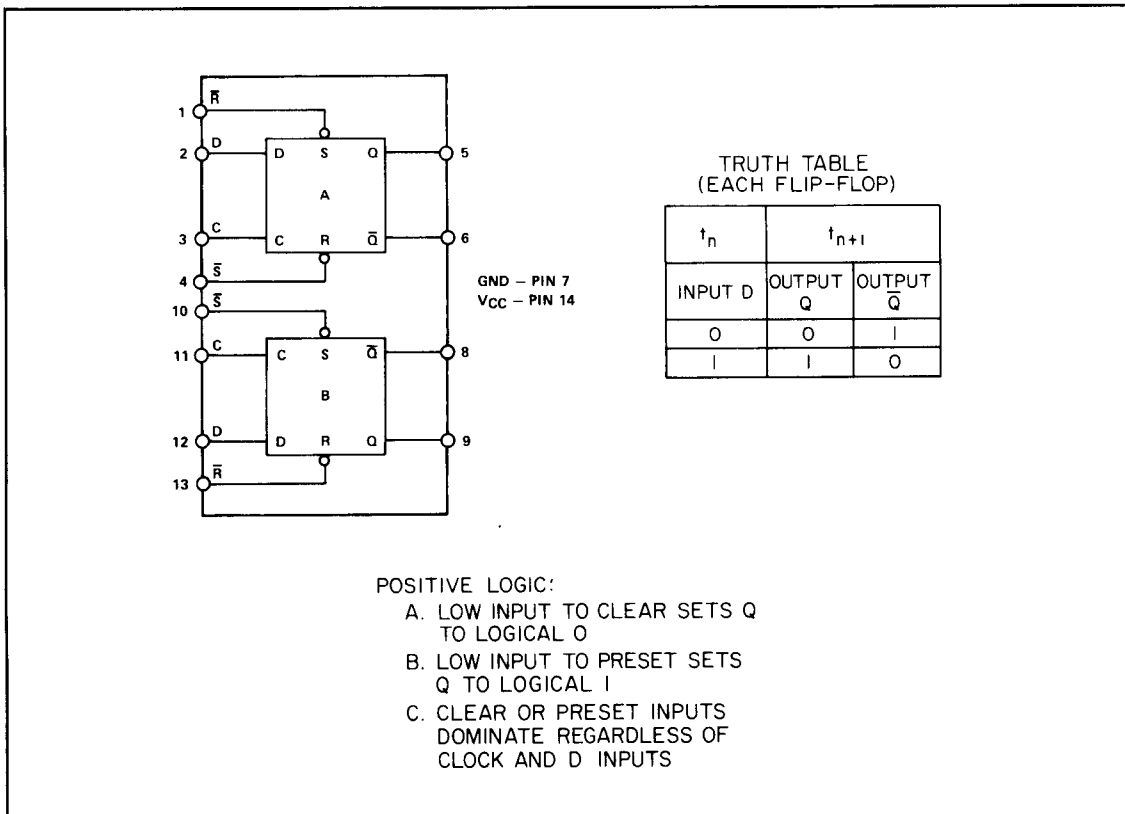 R̅
1
D
2
D S Q
5
A
C
3
C R Q̅
6
S̅
4
GND – PIN 7
VCC – PIN 14
S̅
10
C
11
C S Q̅
8
B
D
12
D R Q
9
R̅
13
TRUTH TABLE
(EACH FLIP-FLOP)
tn tn+1
INPUT D OUTPUT Q OUTPUT Q̅
0 0 1
1 1 0
POSITIVE LOGIC:
A. LOW INPUT TO CLEAR SETS Q
TO LOGICAL 0
B. LOW INPUT TO PRESET SETS
Q TO LOGICAL 1
C. CLEAR OR PRESET INPUTS
DOMINATE REGARDLESS OF
CLOCK AND D INPUTS